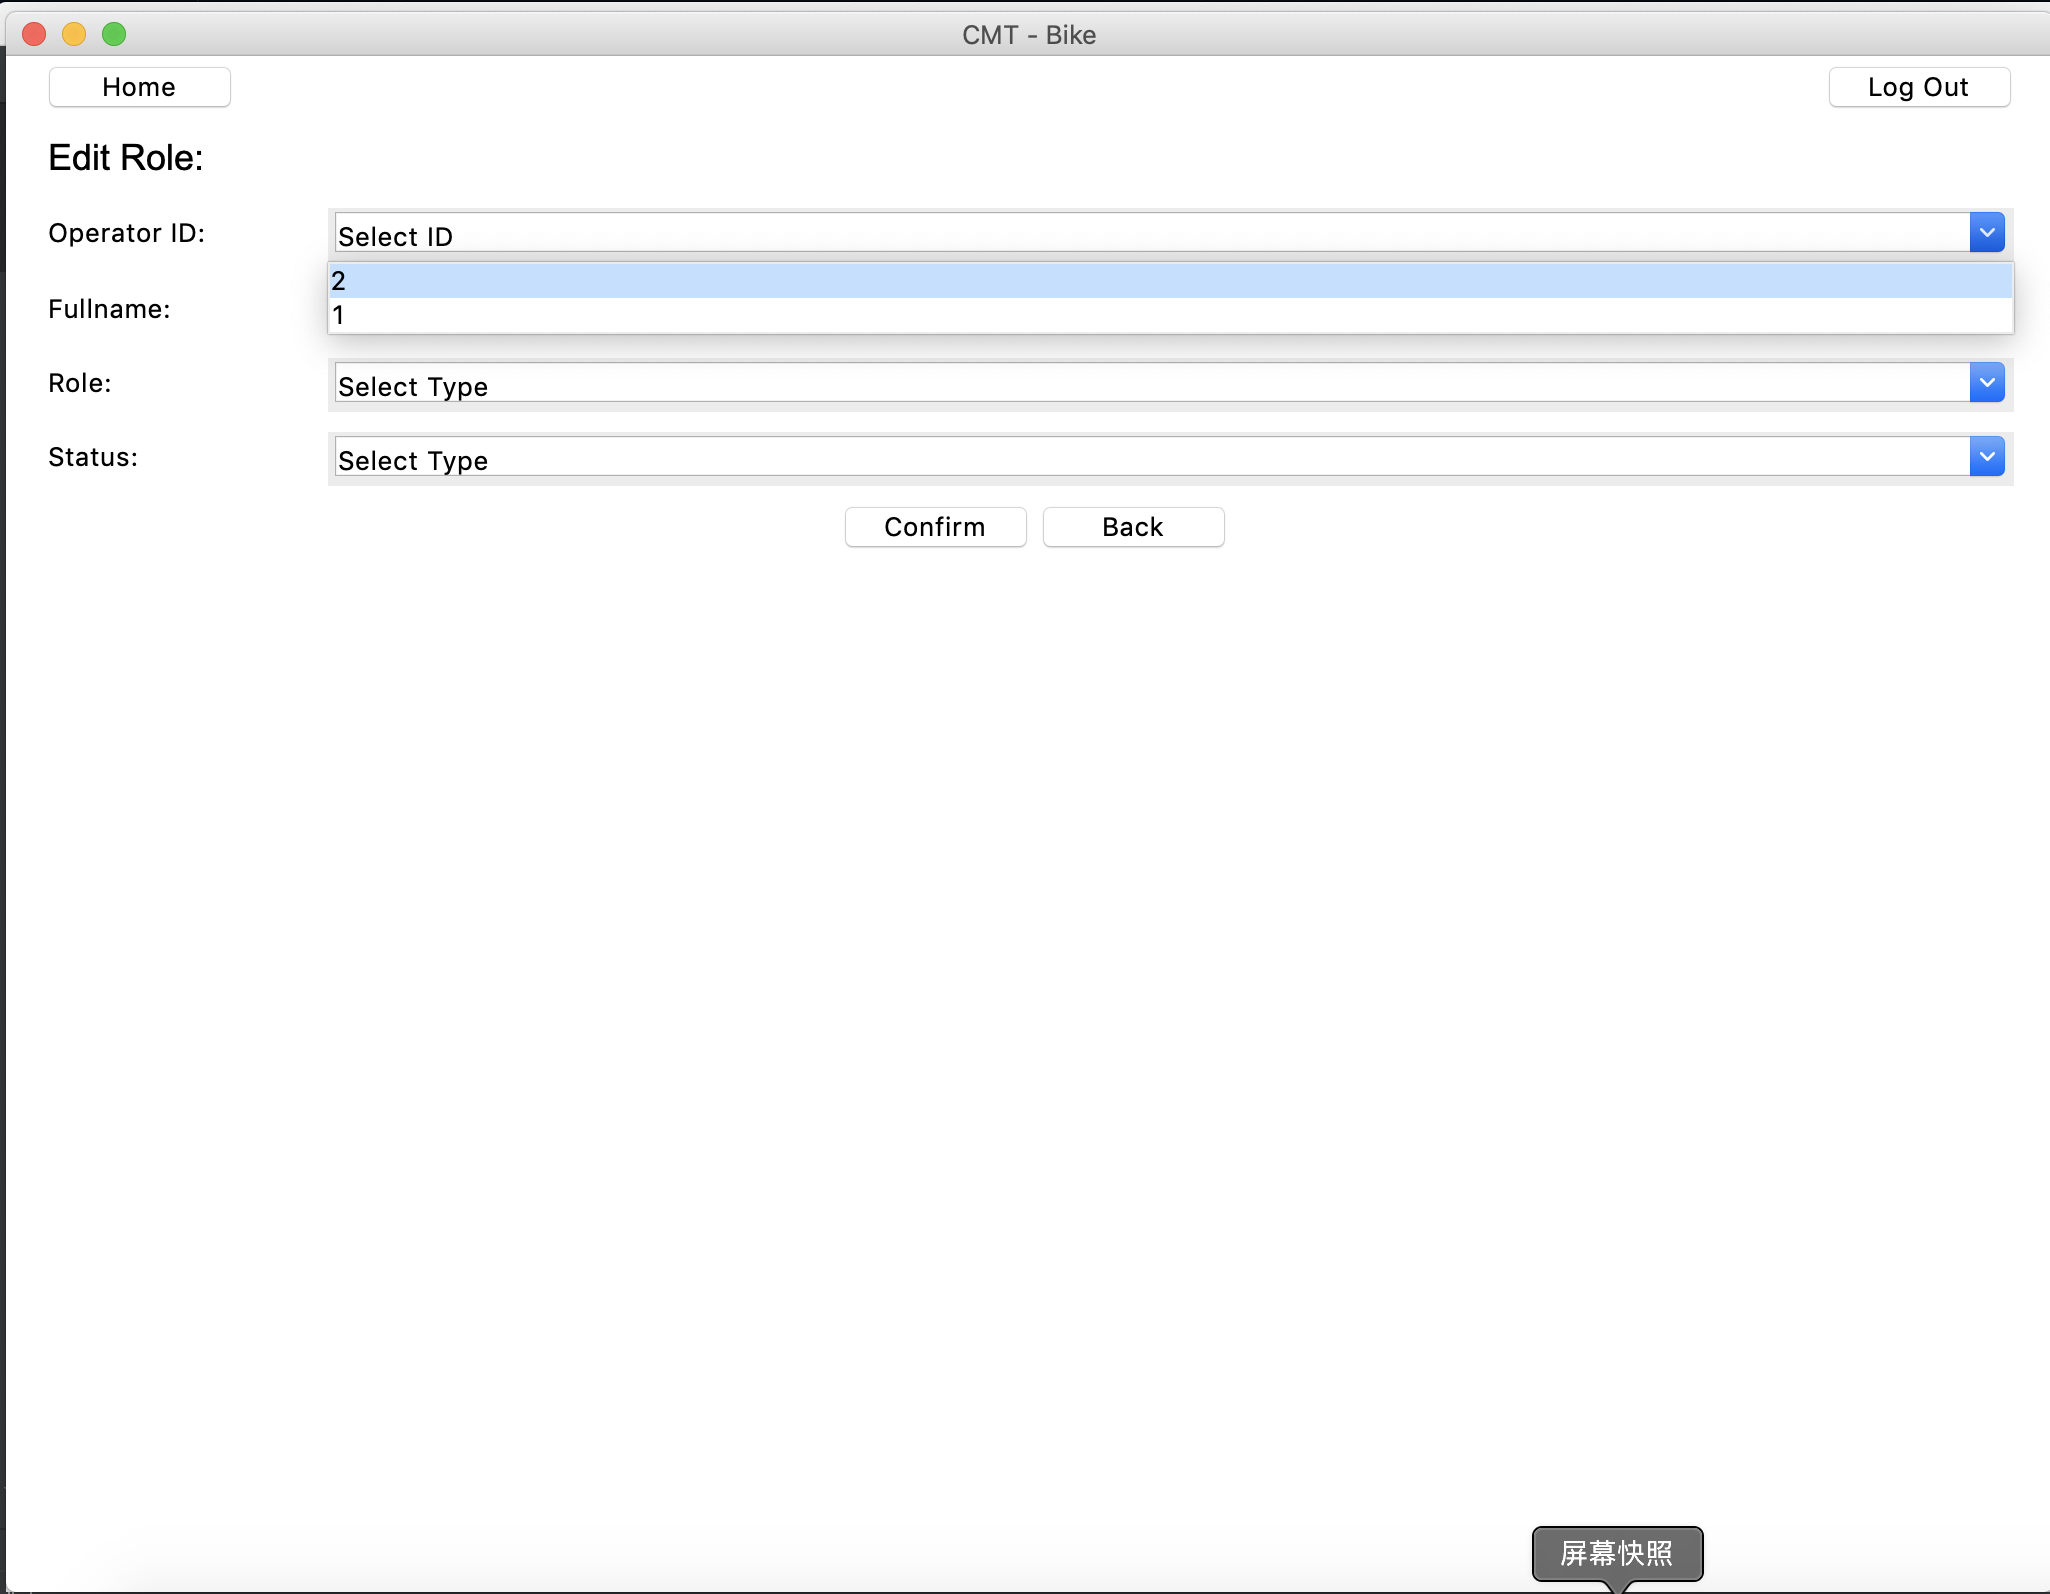 CMT - Bike
Home
Log Out
Edit Role:
Operator ID:
Select ID
2
1
Fullname:
Role:
Select Type
Status:
Select Type
Confirm
Back
屏幕快照